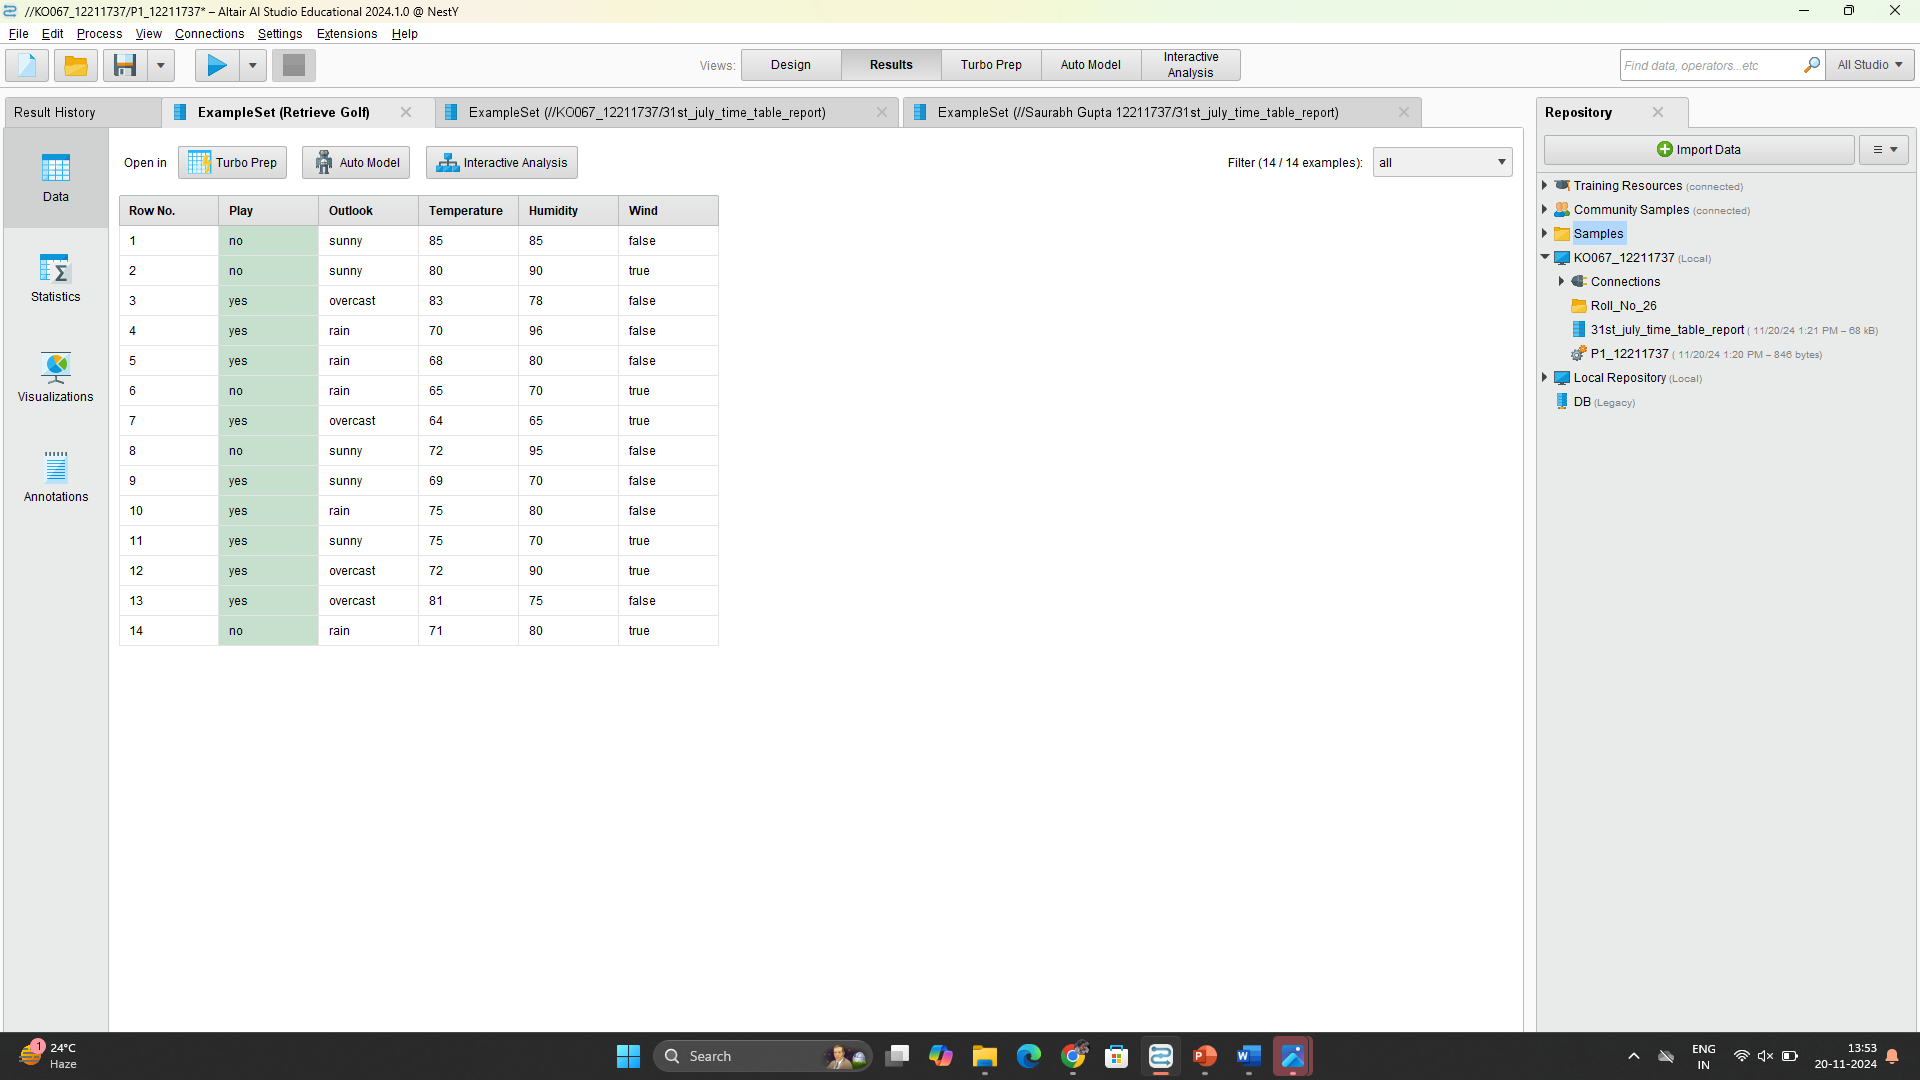 //KO067_12211737/P1_12211737* – Altair AI Studio Educational 2024.1.0 @ NestY
File Edit Process View Connections Settings Extensions Help
Views: Design Results Turbo Prep Auto Model Interactive Analysis
Find data, operators...etc All Studio
Result History
ExampleSet (Retrieve Golf)
ExampleSet (//KO067_12211737/31st_july_time_table_report)
ExampleSet (//Saurabh Gupta 12211737/31st_july_time_table_report)
Data
Statistics
Visualizations
Annotations
Open in Turbo Prep Auto Model Interactive Analysis
Filter (14 / 14 examples): all
Row No. Play Outlook Temperature Humidity Wind
1 no sunny 85 85 false
2 no sunny 80 90 true
3 yes overcast 83 78 false
4 yes rain 70 96 false
5 yes rain 68 80 false
6 no rain 65 70 true
7 yes overcast 64 65 true
8 no sunny 72 95 false
9 yes sunny 69 70 false
10 yes rain 75 80 false
11 yes sunny 75 70 true
12 yes overcast 72 90 true
13 yes overcast 81 75 false
14 no rain 71 80 true
Repository
Import Data
Training Resources (connected)
Community Samples (connected)
Samples
KO067_12211737 (Local)
Connections
Roll_No_26
31st_july_time_table_report ( 11/20/24 1:21 PM – 68 kB)
P1_12211737 ( 11/20/24 1:20 PM – 846 bytes)
Local Repository (Local)
DB (Legacy)
1
24°C
Haze
Search
ENG
IN
13:53
20-11-2024